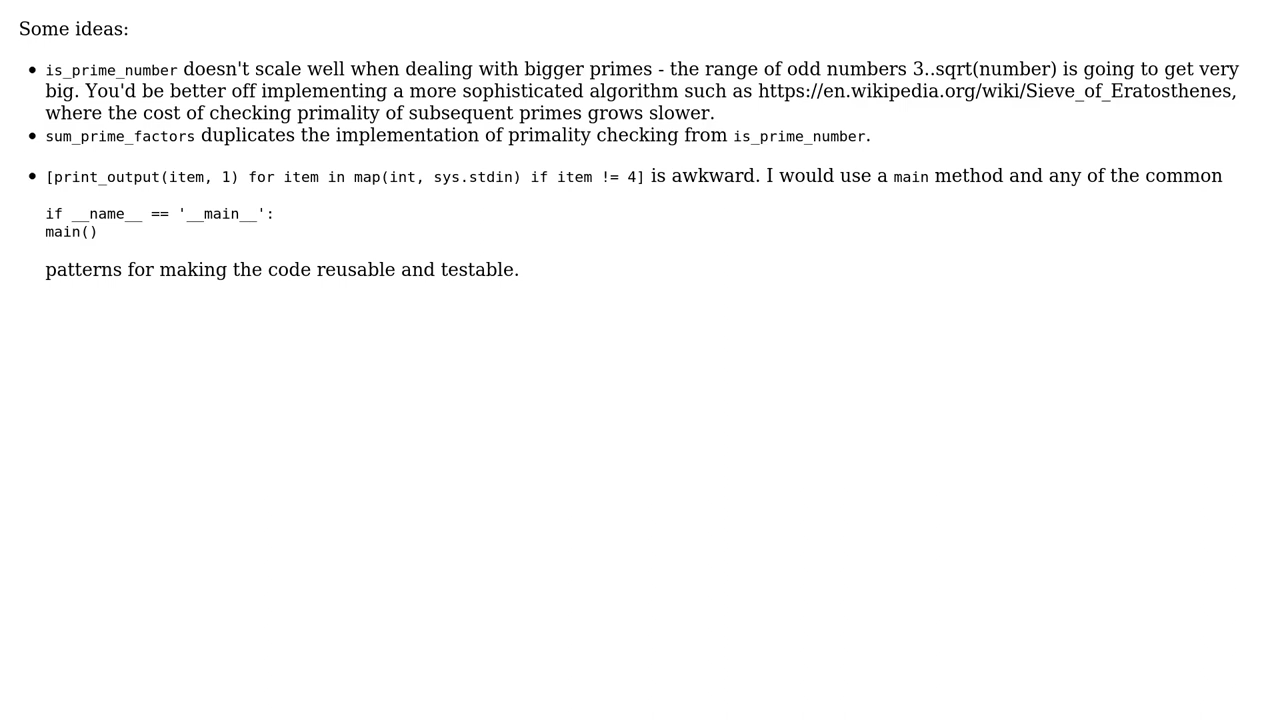 Some ideas:
is_prime_number doesn't scale well when dealing with bigger primes - the range of odd numbers 3..sqrt(number) is going to get very
big. You'd be better off implementing a more sophisticated algorithm such as https://en.wikipedia.org/wiki/Sieve_of_Eratosthenes,
where the cost of checking primality of subsequent primes grows slower.
sum_prime_factors duplicates the implementation of primality checking from is_prime_number.
[print_output(item, 1) for item in map(int, sys.stdin) if item != 4] is awkward. I would use a main method and any of the common
if __name__ == '__main__':
main()
patterns for making the code reusable and testable.